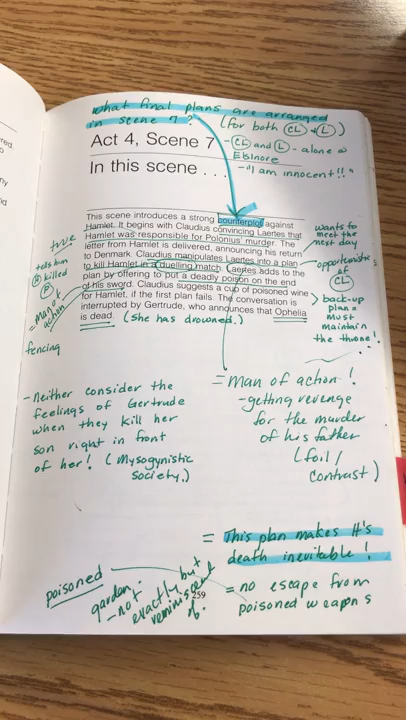 what final plans are arranged
in scene 7?
(for both CL & L)
Act 4, Scene 7
- CL and L - alone @
Elsinore
- "I am innocent!!"
In this scene . . .
This scene introduces a strong counterplot against
Hamlet. It begins with Claudius convincing Laertes that
Hamlet was responsible for Polonius' murder. The
letter from Hamlet is delivered, announcing his return
to Denmark. Claudius manipulates Laertes into a plan
to kill Hamlet in a duelling match. Laertes adds to the
plan by offering to put a deadly poison on the end
of his sword. Claudius suggests a cup of poisoned wine
for Hamlet, if the first plan fails. The conversation is
interrupted by Gertrude, who announces that Ophelia
is dead. (She has drowned.)
true
tells him
H killed
P
= man of
action
fencing
wants to
meet the
next day
opportunistic
of CL
> back-up
plan =
must
maintain
the throne!
- Neither consider the
feelings of Gertrude
when they kill her
son right in front
of her! (Mysogynistic
society.)
= Man of action!
- getting revenge
for the murder
of his father
(foil /
contrast)
= This plan makes H's
death inevitable!
= no escape from
poisoned weapons
poisoned
garden.
- not
exactly but
reminiscent
of.
259
red.